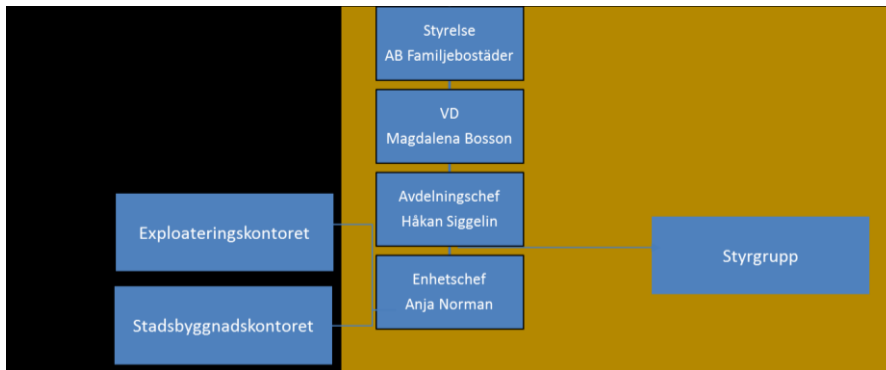 Styrelse
AB Familjebostäder
VD
Magdalena Bosson
Avdelningschef
Håkan Siggelin
Exploateringskontoret
Styrgrupp
Enhetschef
Anja Norman
Stadsbyggnadskontoret